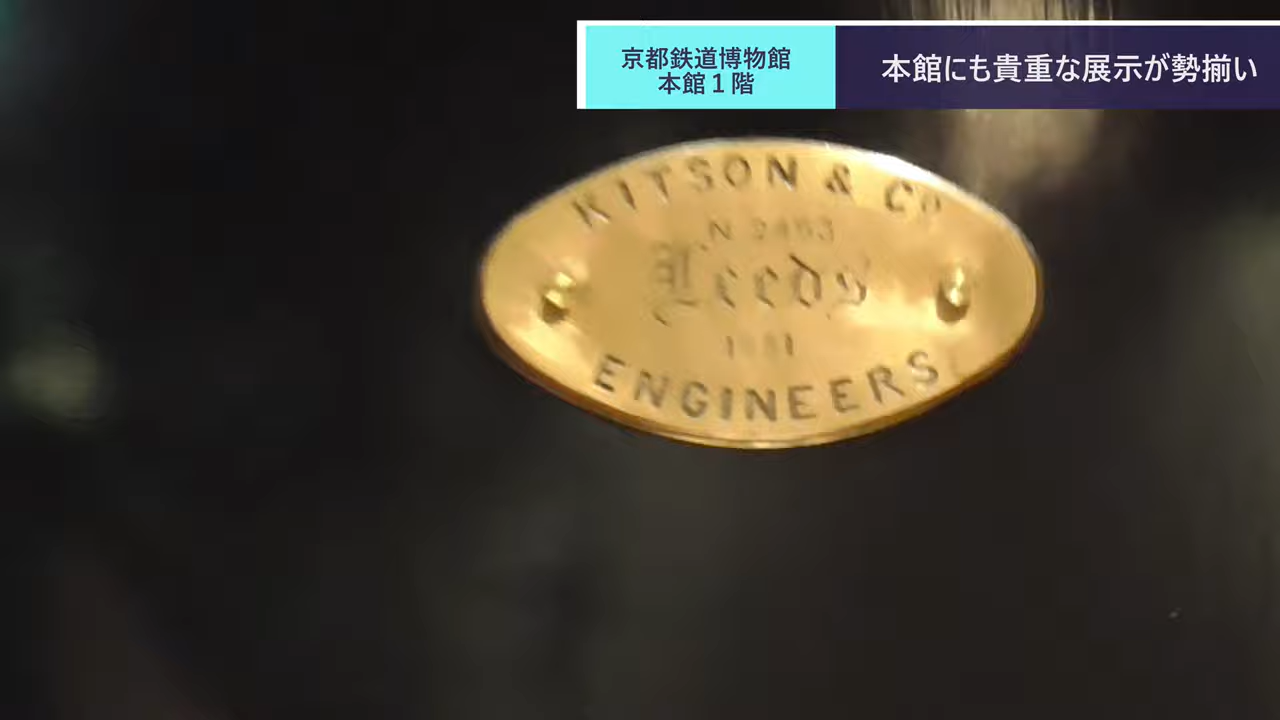 京都鉄道博物館
本館1階
本館にも貴重な展示が勢揃い
KITSON & Co
Leeds
ENGINEERS